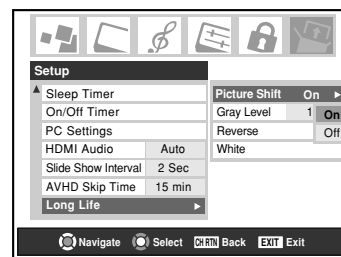 Setup
Sleep Timer
On/Off Timer
PC Settings
HDMI Audio Auto
Slide Show Interval 2 Sec
AVHD Skip Time 15 min
Long Life
Picture Shift On
Gray Level 1 On
Reverse Off
White
Navigate Select CH RTN Back EXIT Exit